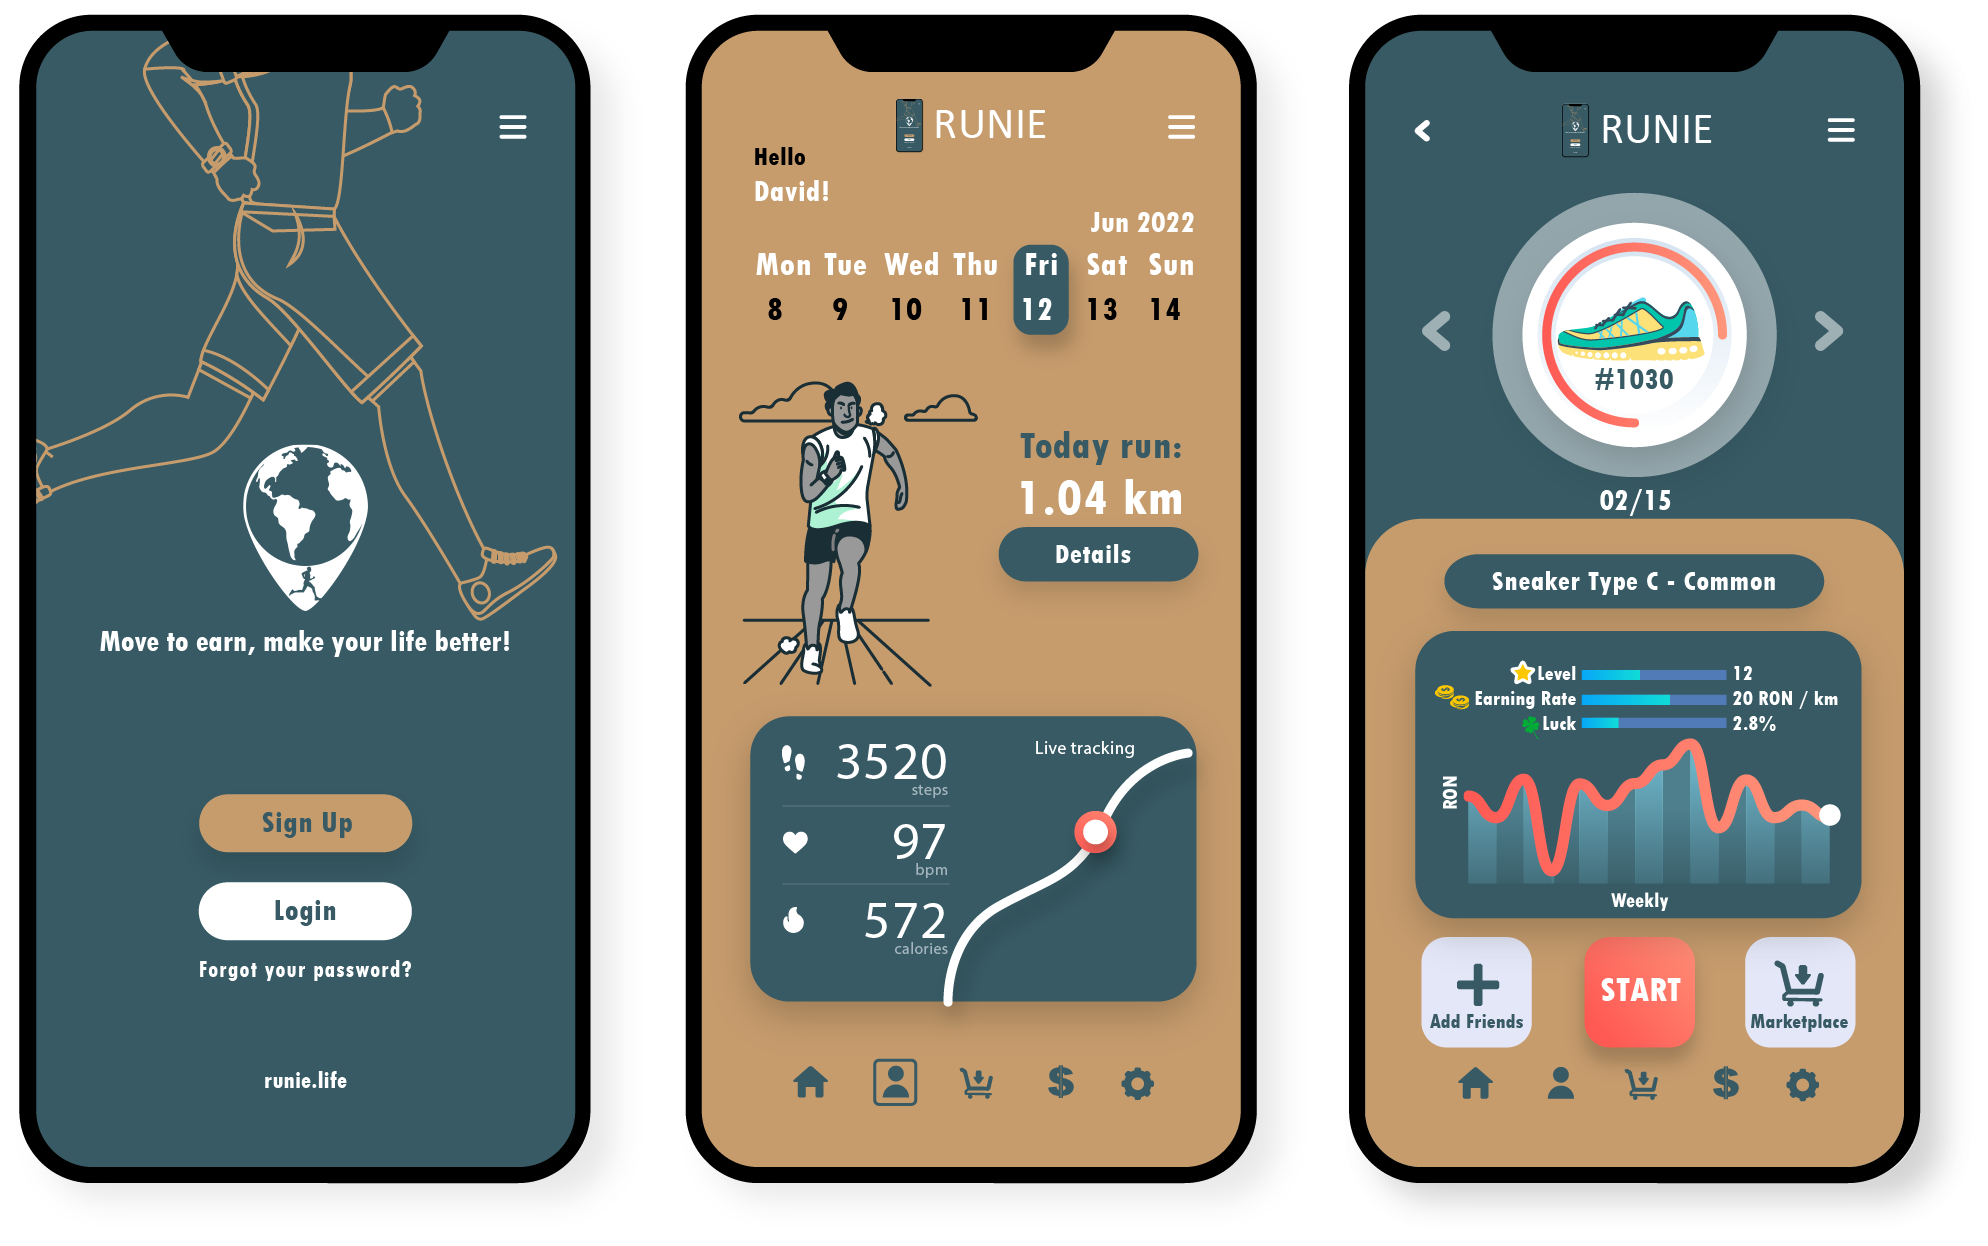 Move to earn, make your life better!
Sign Up
Login
Forgot your password?
runie.life
RUNIE
Hello
David!
Jun 2022
Mon Tue Wed Thu Fri Sat Sun
8 9 10 11 12 13 14
Today run:
1.04 km
Details
3520
steps
97
bpm
572
calories
Live tracking
RUNIE
#1030
02/15
Sneaker Type C - Common
Level 12
Earning Rate 20 RON / km
Luck 2.8%
RON
Weekly
Add Friends
START
Marketplace